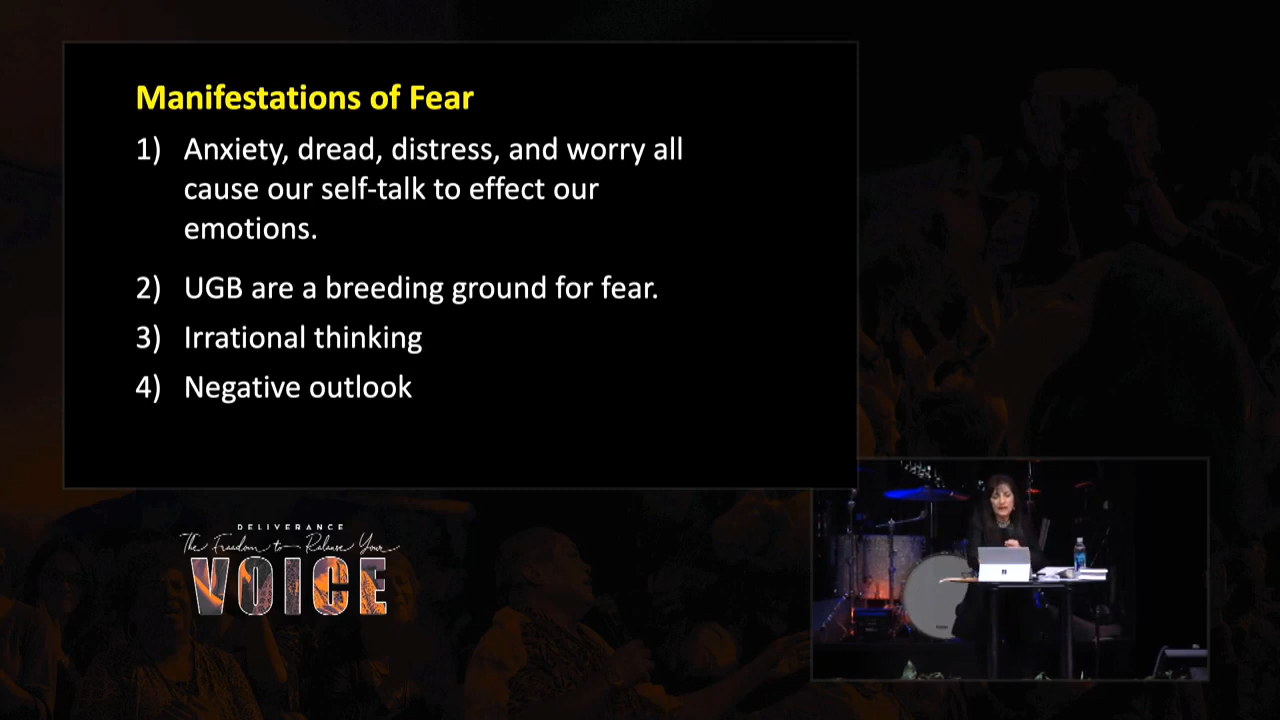 Manifestations of Fear
1) Anxiety, dread, distress, and worry all
cause our self-talk to effect our
emotions.
2) UGB are a breeding ground for fear.
3) Irrational thinking
4) Negative outlook
DELIVERANCE
The Freedom to Release Your
VOICE